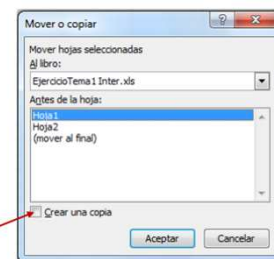 Mover o copiar
Mover hojas seleccionadas
Al libro:
EjercicioTema1 Inter.xls
Antes de la hoja:
Hoja1
Hoja2
(mover al final)
Crear una copia
Aceptar
Cancelar